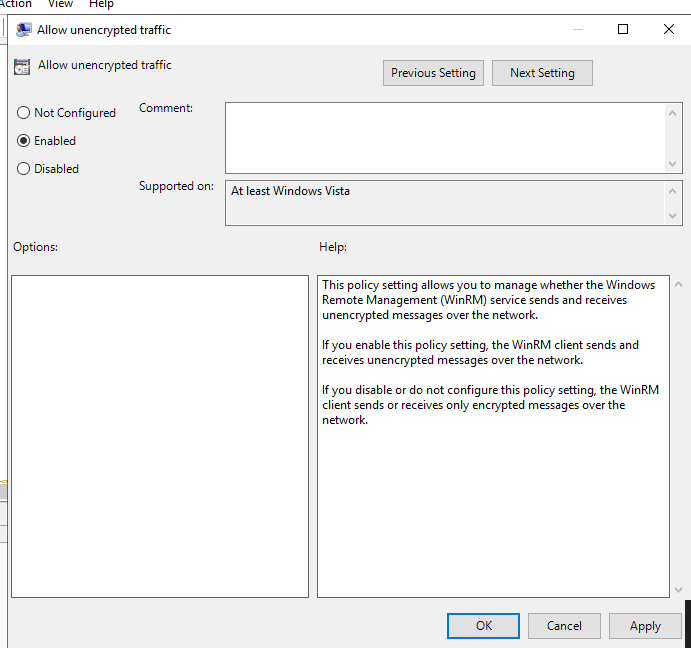 Action View Help
Allow unencrypted traffic
Allow unencrypted traffic
Previous Setting Next Setting
Not Configured
Enabled
Disabled
Comment:
Supported on:
At least Windows Vista
Options:
Help:
This policy setting allows you to manage whether the Windows
Remote Management (WinRM) service sends and receives
unencrypted messages over the network.
If you enable this policy setting, the WinRM client sends and
receives unencrypted messages over the network.
If you disable or do not configure this policy setting, the WinRM
client sends or receives only encrypted messages over the
network.
OK Cancel Apply